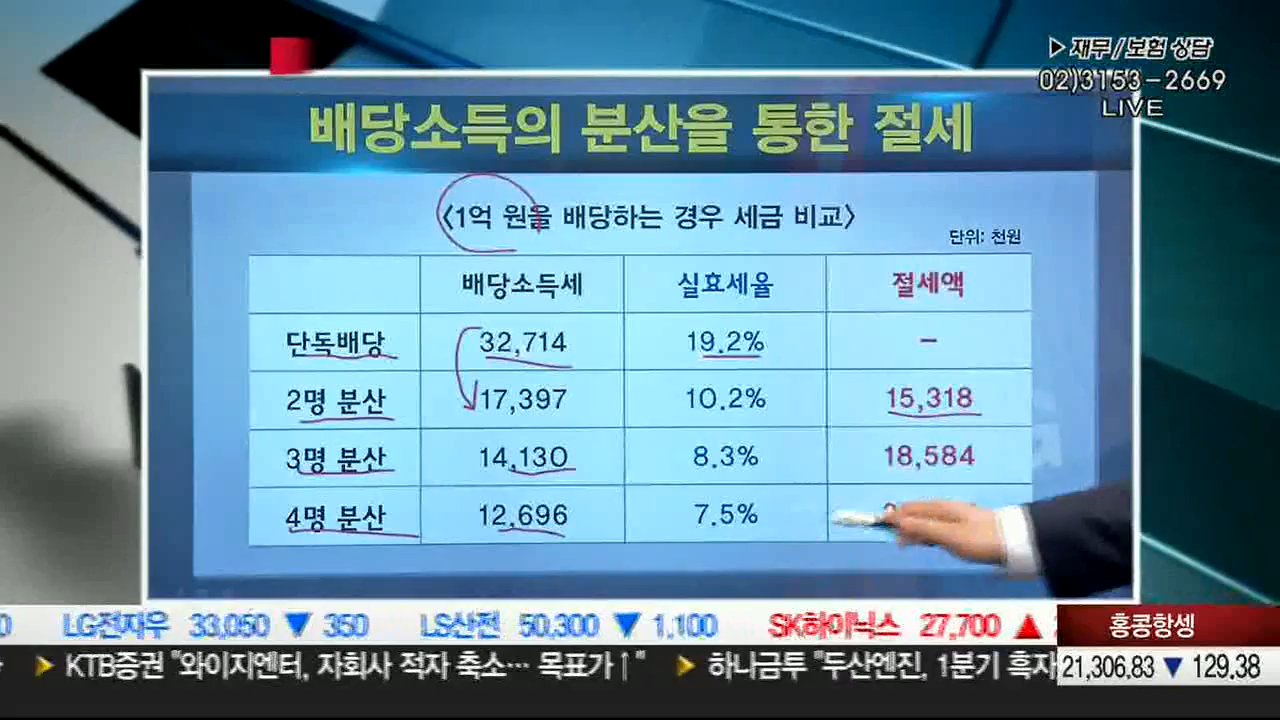 ▶ 재무/보험 상담
02)3153-2669
LIVE
배당소득의 분산을 통한 절세
〈1억 원을 배당하는 경우 세금 비교〉
단위: 천원
배당소득세 실효세율 절세액
단독배당 32,714 19.2% –
2명 분산 17,397 10.2% 15,318
3명 분산 14,130 8.3% 18,584
4명 분산 12,696 7.5%
LG전자우 33,050 ▼ 350 LS산전 50,300 ▼ 1,100 SK하이닉스 27,700 ▲
홍콩항셍
KTB증권 "와이지엔터, 자회사 적자 축소… 목표가↑" 하나금투 "두산엔진, 1분기 흑자
21,306.83 ▼ 129.38